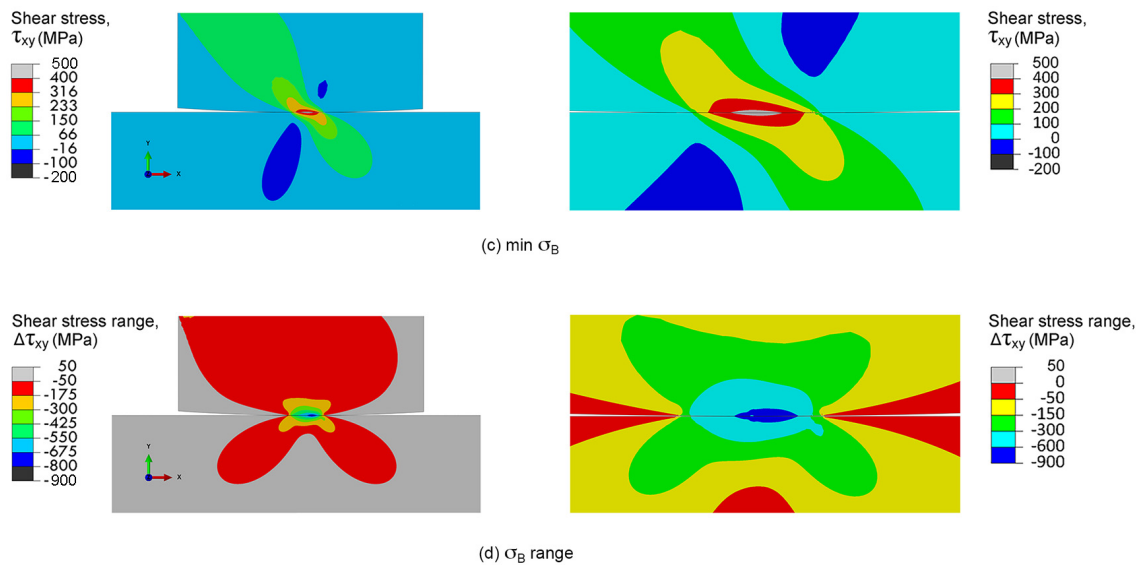 Shear stress,
τxy (MPa)
500
400
316
233
150
66
-16
-100
-200
Y
X
Shear stress,
τxy (MPa)
500
400
300
200
100
0
-100
-200
(c) min σB
Shear stress range,
Δτxy (MPa)
50
-50
-175
-300
-425
-550
-675
-800
-900
Y
X
Shear stress range,
Δτxy (MPa)
50
0
-50
-150
-300
-600
-900
(d) σB range